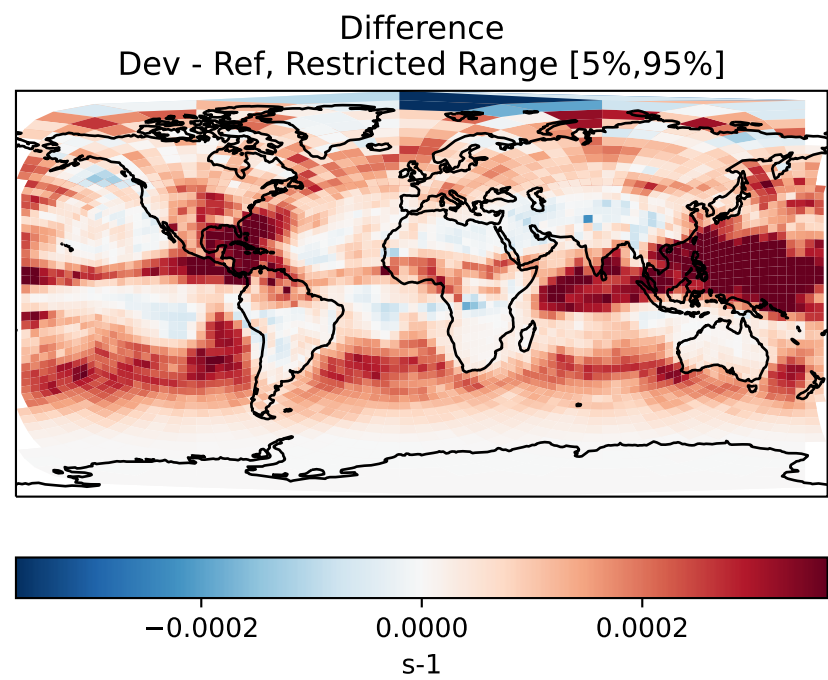 Difference
Dev - Ref, Restricted Range [5%,95%]
−0.0002 0.0000 0.0002
s-1